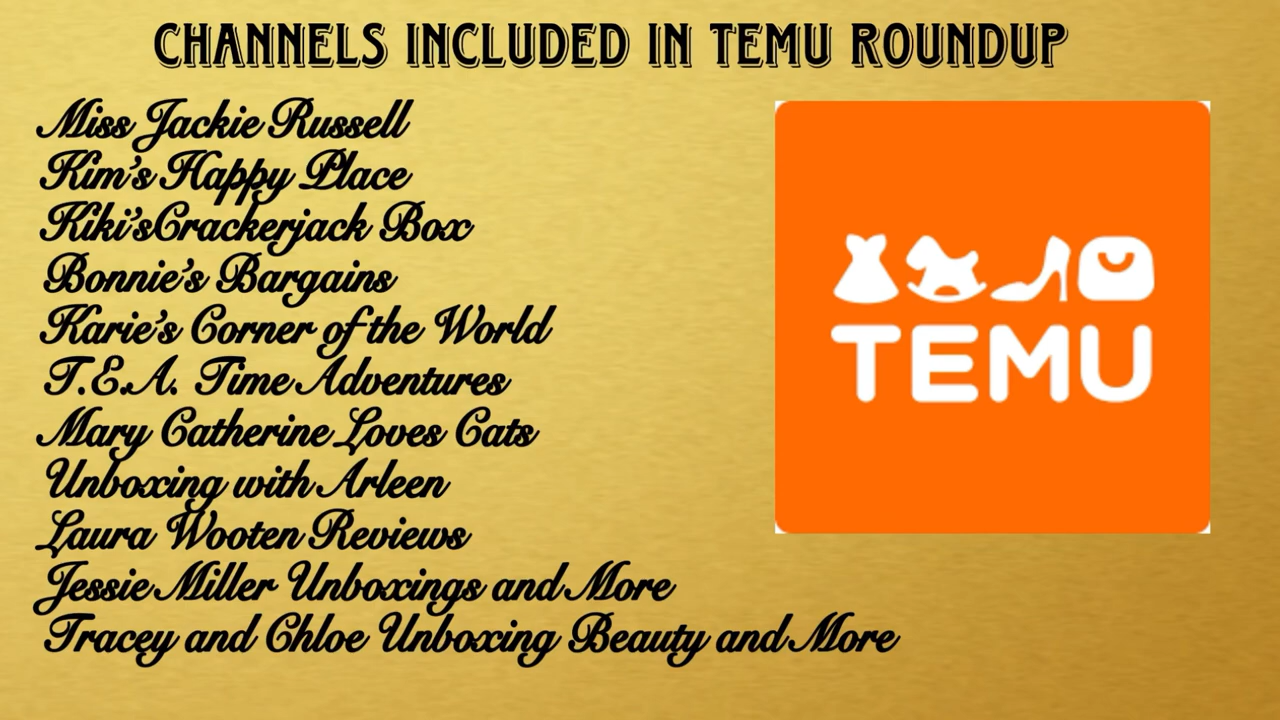 CHANNELS INCLUDED IN TEMU ROUNDUP
Miss Jackie Russell
Kim's Happy Place
Kiki'sCrackerjack Box
Bonnie's Bargains
Karie's Corner of the World
T.E.A. Time Adventures
Mary Catherine Loves Cats
Unboxing with Arleen
Laura Wooten Reviews
Jessie Miller Unboxings and More
Tracey and Chloe Unboxing Beauty and More
TEMU